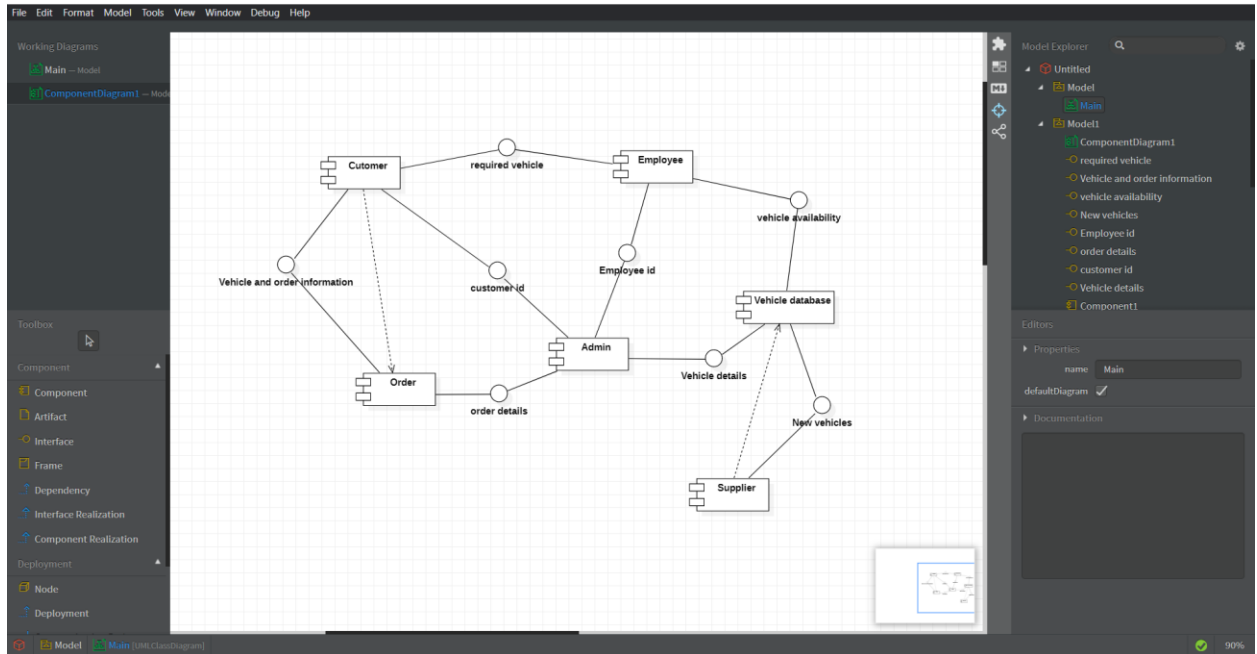 File Edit Format Model Tools View Window Debug Help
Working Diagrams
Main — Model
ComponentDiagram1 — Mode
Toolbox
Component
Component
Artifact
Interface
Frame
Dependency
Interface Realization
Component Realization
Deployment
Node
Deployment
Cutomer
required vehicle
Employee
vehicle availability
Vehicle and order information
customer id
Employee id
Vehicle database
Admin
Order
order details
Vehicle details
New vehicles
Supplier
Model Explorer
Untitled
Model
Main
Model1
ComponentDiagram1
required vehicle
Vehicle and order information
vehicle availability
New vehicles
Employee id
order details
customer id
Vehicle details
Component1
Editors
Properties
name Main
defaultDiagram
Documentation
Model Main [UMLClassDiagram] 90%